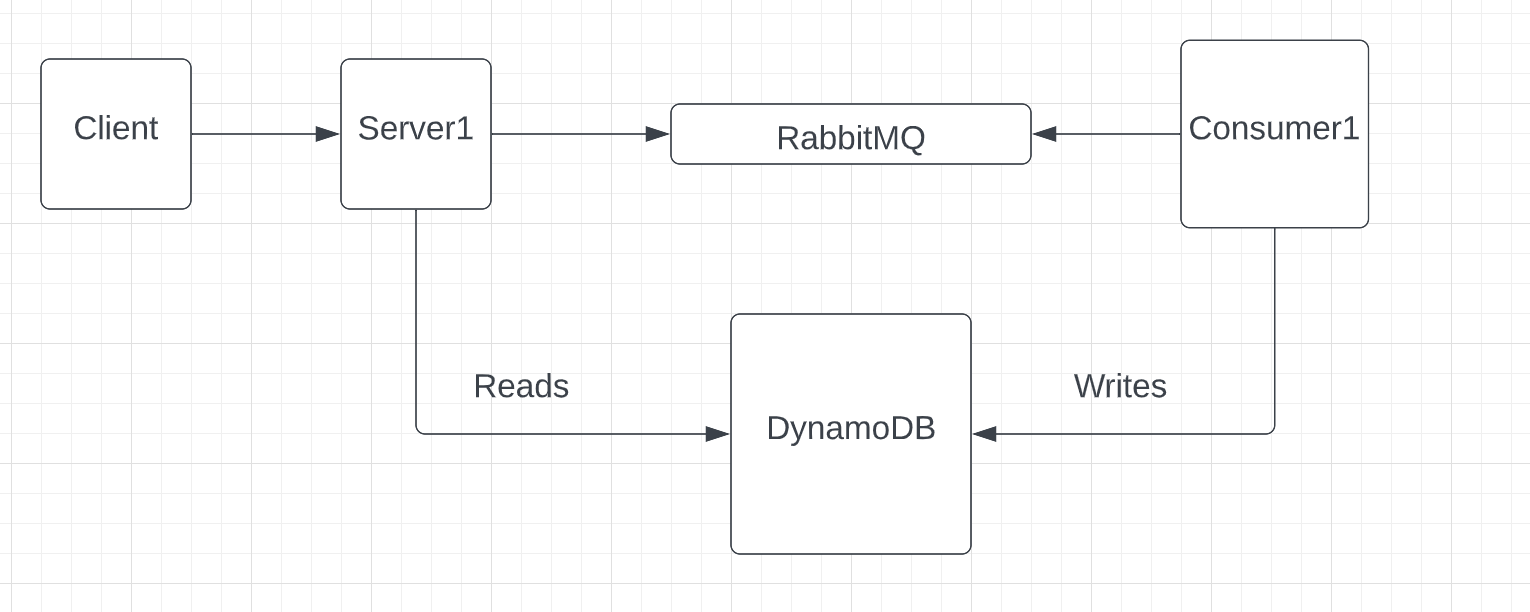 Client
Server1
RabbitMQ
Consumer1
Reads
Writes
DynamoDB